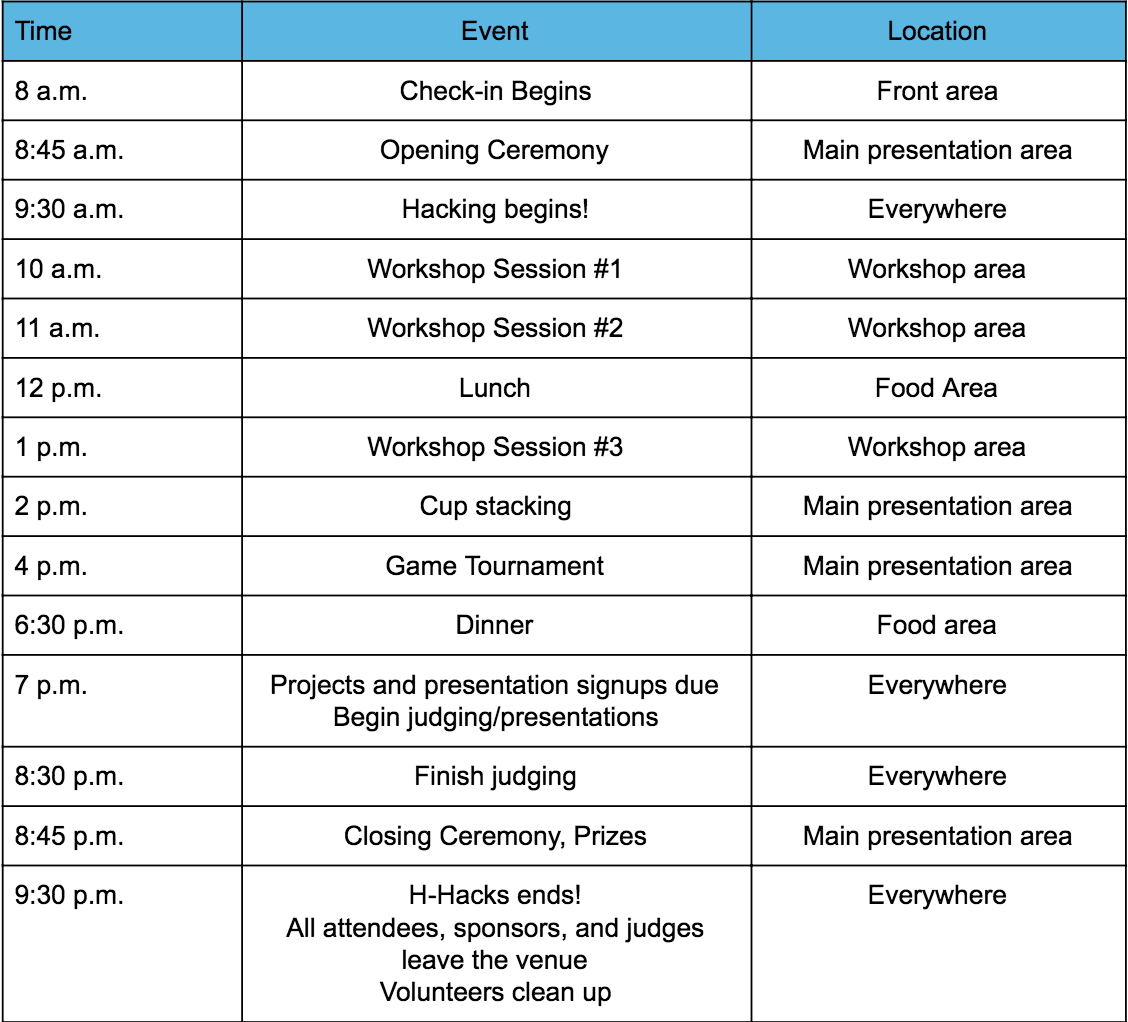 Time Event Location
8 a.m. Check-in Begins Front area
8:45 a.m. Opening Ceremony Main presentation area
9:30 a.m. Hacking begins! Everywhere
10 a.m. Workshop Session #1 Workshop area
11 a.m. Workshop Session #2 Workshop area
12 p.m. Lunch Food Area
1 p.m. Workshop Session #3 Workshop area
2 p.m. Cup stacking Main presentation area
4 p.m. Game Tournament Main presentation area
6:30 p.m. Dinner Food area
7 p.m. Projects and presentation signups due Everywhere
Begin judging/presentations
8:30 p.m. Finish judging Everywhere
8:45 p.m. Closing Ceremony, Prizes Main presentation area
9:30 p.m. H-Hacks ends! Everywhere
All attendees, sponsors, and judges
leave the venue
Volunteers clean up